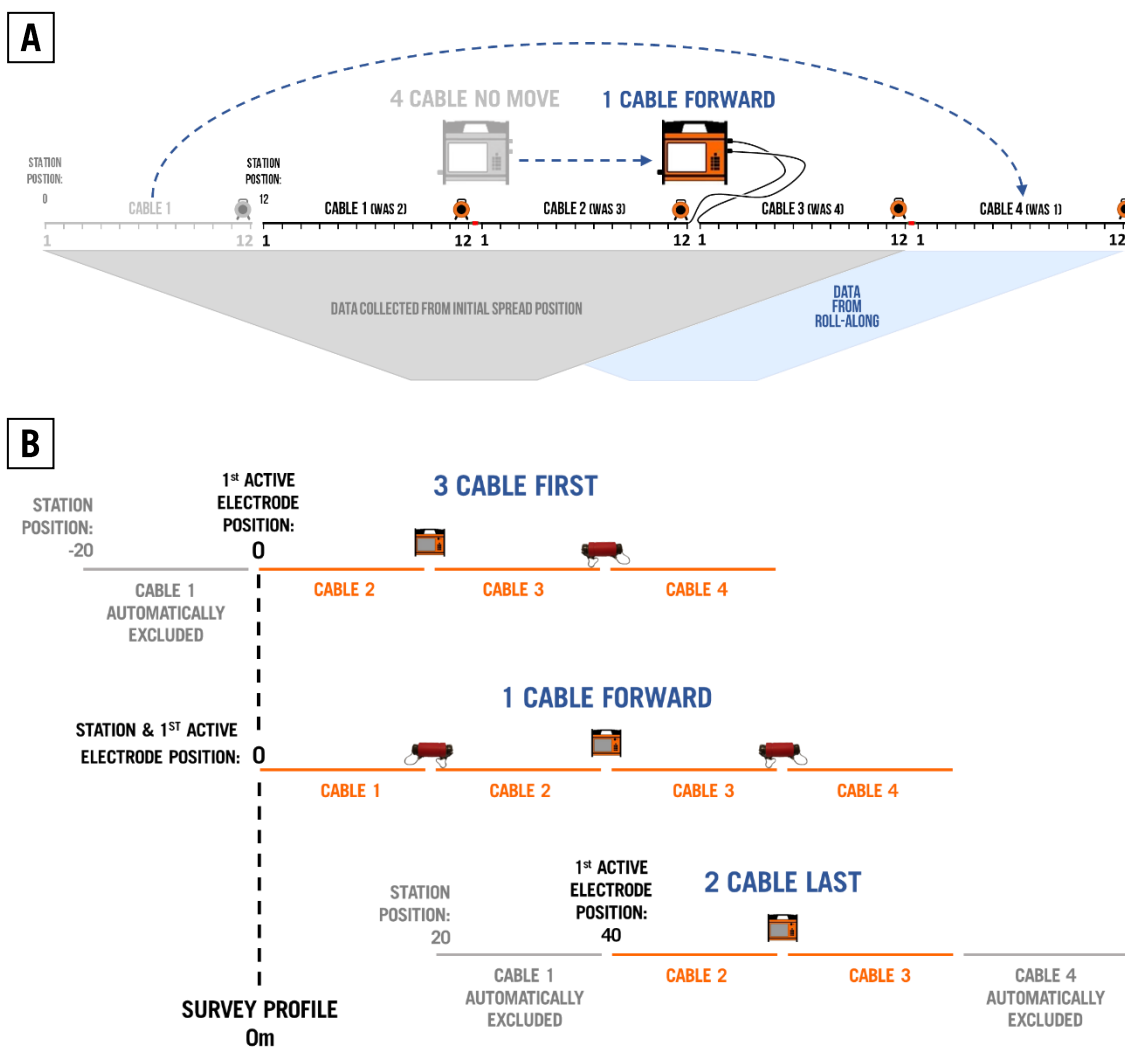 A
4 CABLE NO MOVE
1 CABLE FORWARD
STATION
POSTION:
0
STATION
POSTION:
12
CABLE 1
CABLE 1 (WAS 2)
CABLE 2 (WAS 3)
CABLE 3 (WAS 4)
CABLE 4 (WAS 1)
1 12 1 12 1 12 1 12 1 12
DATA COLLECTED FROM INITIAL SPREAD POSITION
DATA
FROM
ROLL-ALONG
B
STATION
POSITION:
-20
1st ACTIVE
ELECTRODE
POSITION:
0
3 CABLE FIRST
CABLE 1
AUTOMATICALLY
EXCLUDED
CABLE 2
CABLE 3
CABLE 4
1 CABLE FORWARD
STATION & 1ST ACTIVE
ELECTRODE POSITION: 0
CABLE 1
CABLE 2
CABLE 3
CABLE 4
STATION
POSITION:
20
1st ACTIVE
ELECTRODE
POSITION:
40
2 CABLE LAST
CABLE 1
AUTOMATICALLY
EXCLUDED
CABLE 2
CABLE 3
CABLE 4
AUTOMATICALLY
EXCLUDED
SURVEY PROFILE
0m